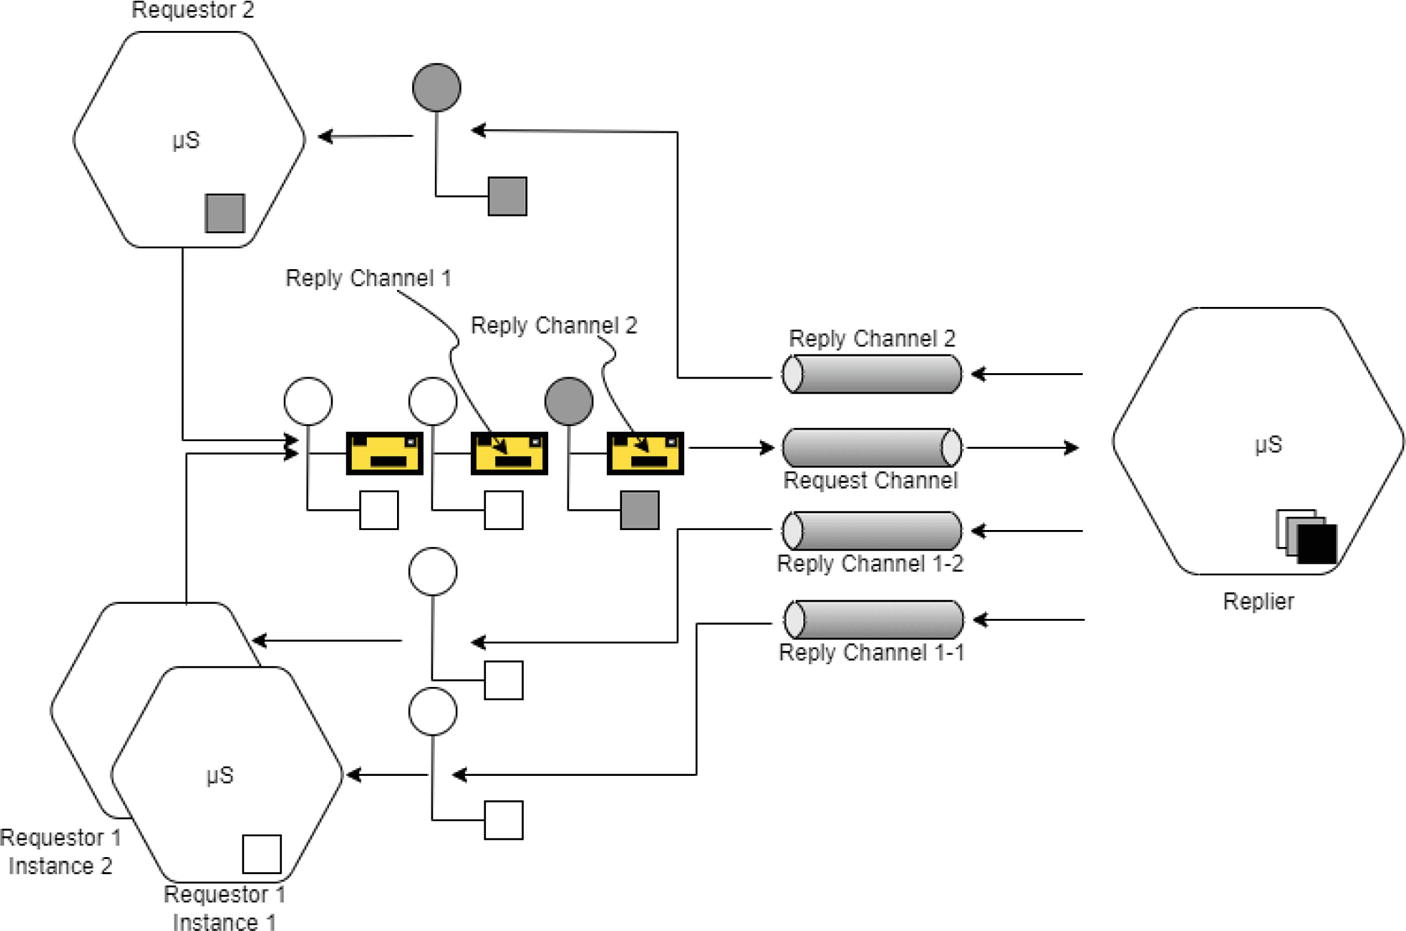 Requestor 2
µS
Reply Channel 1
Reply Channel 2
Reply Channel 2
µS
Request Channel
Reply Channel 1-2
Replier
Reply Channel 1-1
µS
Requestor 1
Instance 2
Requestor 1
Instance 1